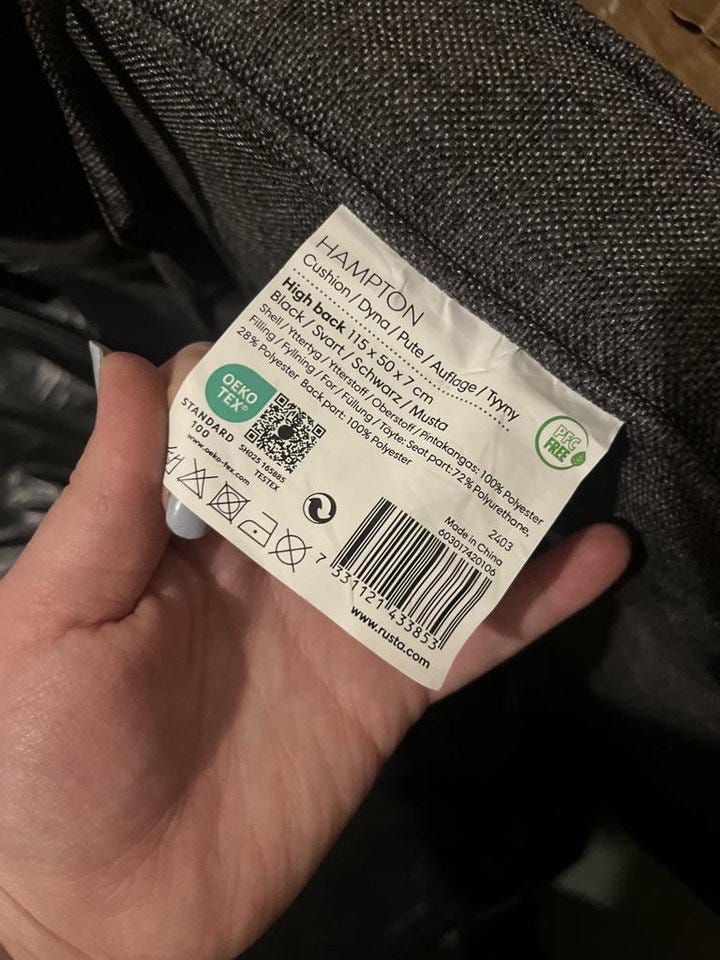 HAMPTON
Cushion / Dyna / Pute / Auflage / Tyyny
High back 115 x 50 x 7 cm
Black / Svart / Schwarz / Musta
Shell / Yttertyg / Ytterstoff / Oberstoff / Pintakangas: 100% Polyester
Filling / Fyllning / Fôr / Füllung / Täyte: Seat part: 72% Polyurethane,
28% Polyester Back part: 100% Polyester
PFC
FREE
OEKO
TEX®
STANDARD
100
www.oeko-tex.com
SH025 165885
TESTEX
2403
Made in China
603017420106
7 331121 433853
www.rusta.com